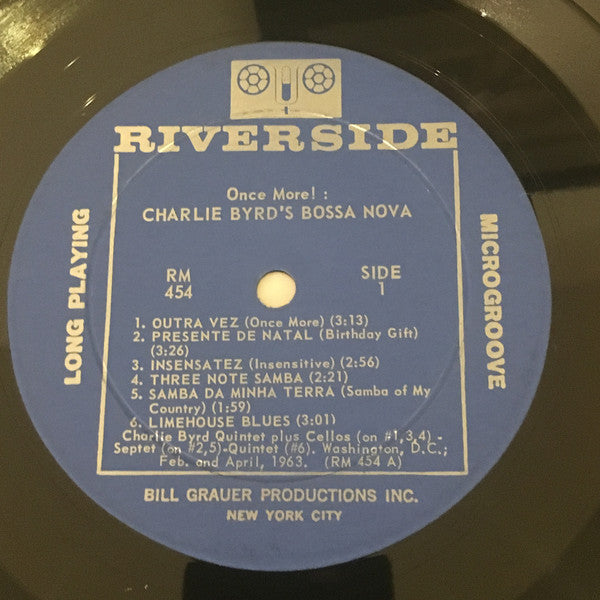 RIVERSIDE
Once More! :
CHARLIE BYRD'S BOSSA NOVA
LONG PLAYING
MICROGROOVE
RM
454
SIDE
1
1. OUTRA VEZ (Once More) (3:13)
2. PRESENTE DE NATAL (Birthday Gift)
(3:26)
3. INSENSATEZ (Insensitive) (2:56)
4. THREE NOTE SAMBA (2:21)
5. SAMBA DA MINHA TERRA (Samba of My
Country) (1:59)
6. LIMEHOUSE BLUES (3:01)
Charlie Byrd Quintet plus Cellos (on #1,3,4) -
Septet (on #2,5)-Quintet (#6). Washington, D.C.;
Feb. and April, 1963. (RM 454 A)
BILL GRAUER PRODUCTIONS INC.
NEW YORK CITY